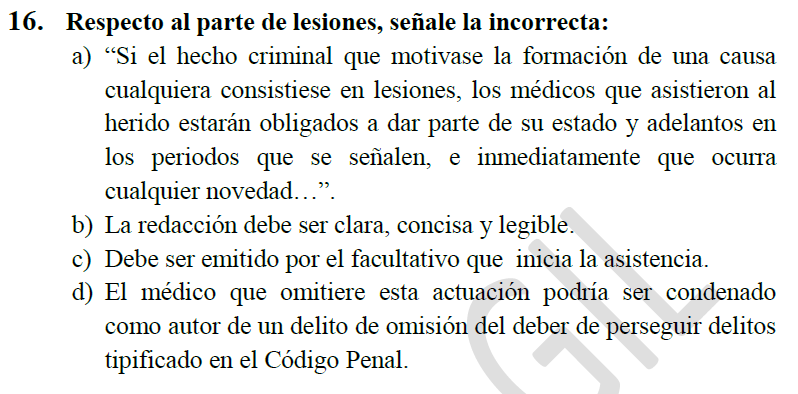 16. Respecto al parte de lesiones, señale la incorrecta:
a) “Si el hecho criminal que motivase la formación de una causa
cualquiera consistiese en lesiones, los médicos que asistieron al
herido estarán obligados a dar parte de su estado y adelantos en
los periodos que se señalen, e inmediatamente que ocurra
cualquier novedad…”.
b) La redacción debe ser clara, concisa y legible.
c) Debe ser emitido por el facultativo que inicia la asistencia.
d) El médico que omitiere esta actuación podría ser condenado
como autor de un delito de omisión del deber de perseguir delitos
tipificado en el Código Penal.
GIL